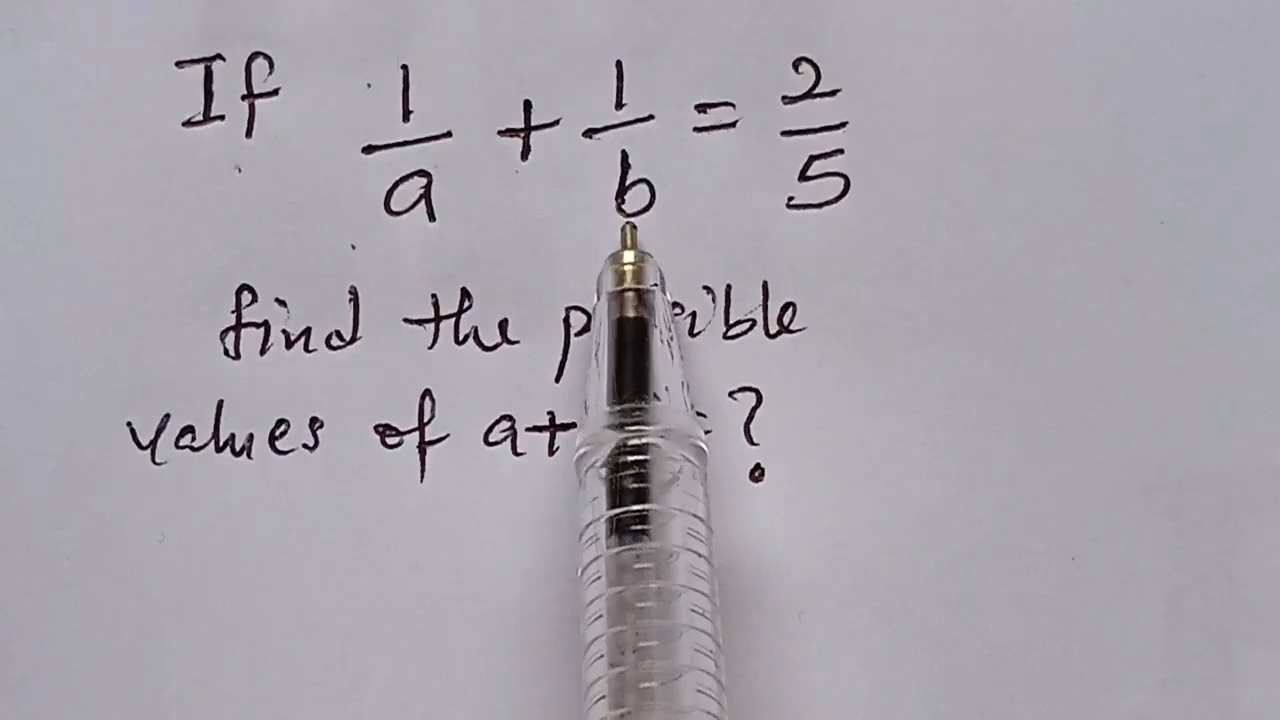 If 1/a + 1/b = 2/5
find the
values of a+ = ?